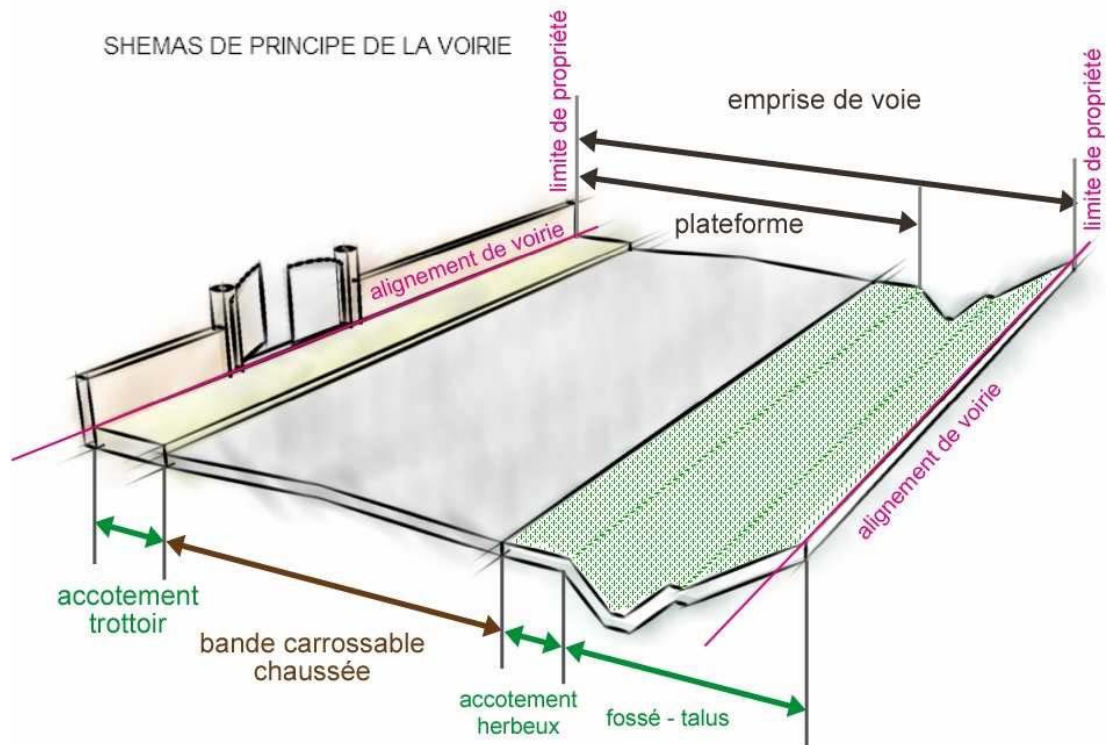 SHEMAS DE PRINCIPE DE LA VOIRIE
limite de propriété
emprise de voie
limite de propriété
plateforme
alignement de voirie
alignement de voirie
accotement
trottoir
bande carrossable
chaussée
accotement
herbeux
fossé - talus